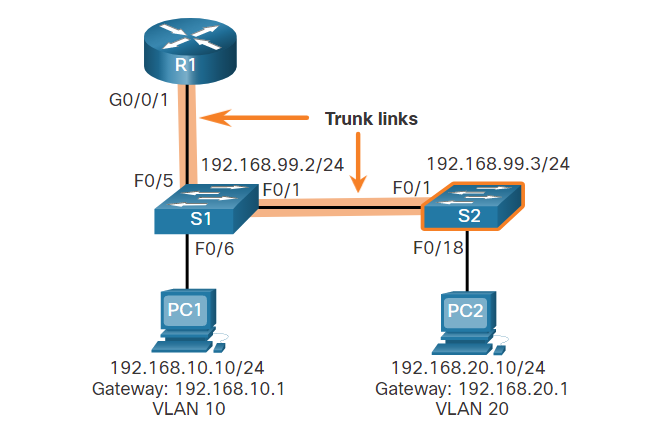 R1
G0/0/1
Trunk links
192.168.99.2/24
192.168.99.3/24
F0/5
F0/1
F0/1
S1
S2
F0/6
F0/18
PC1
PC2
192.168.10.10/24
Gateway: 192.168.10.1
VLAN 10
192.168.20.10/24
Gateway: 192.168.20.1
VLAN 20